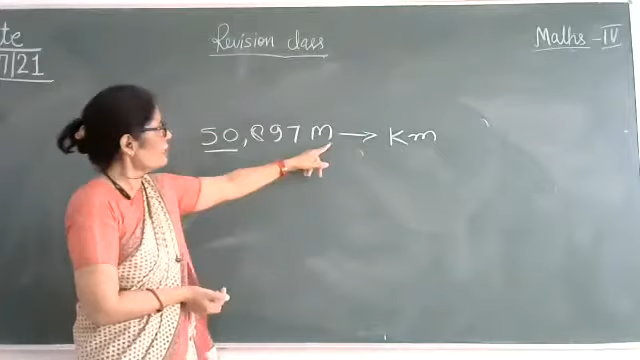 te
7/21
Revision class
Maths - IV
50,897 m → Km